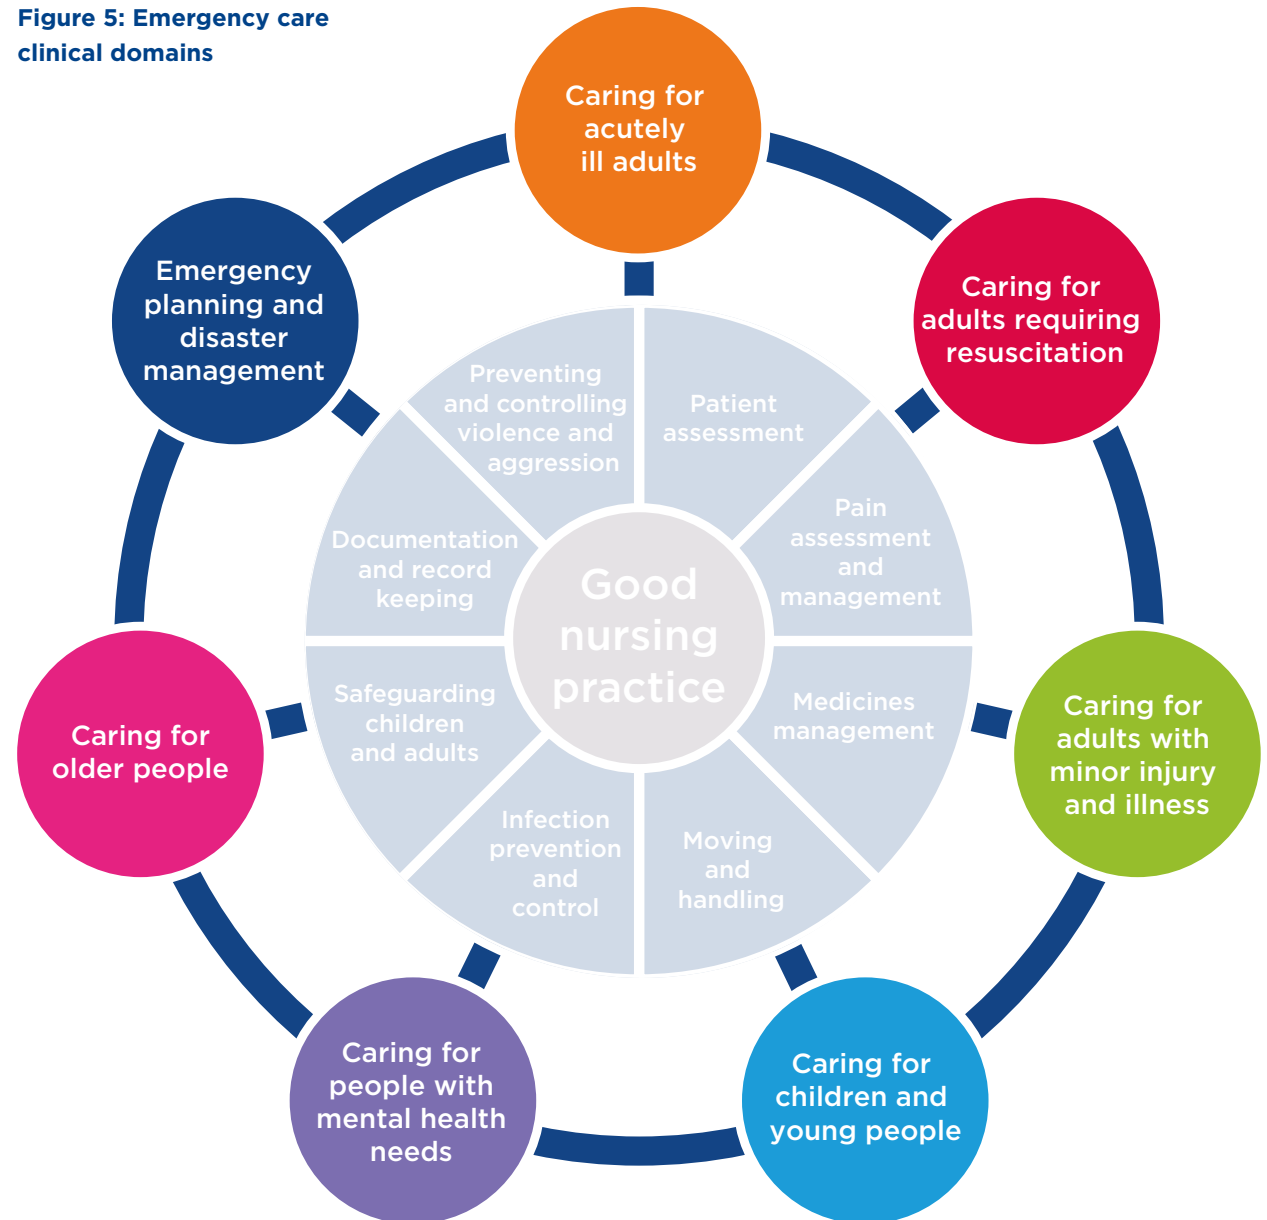 Figure 5: Emergency care
clinical domains
Caring for
acutely
ill adults
Caring for
adults requiring
resuscitation
Caring for
adults with
minor injury
and illness
Caring for
children and
young people
Caring for
people with
mental health
needs
Caring for
older people
Emergency
planning and
disaster
management
Patient
assessment
Pain
assessment
and
management
Medicines
management
Moving
and
handling
Infection
prevention
and
control
Safeguarding
children
and adults
Documentation
and record
keeping
Preventing
and controlling
violence and
aggression
Good
nursing
practice